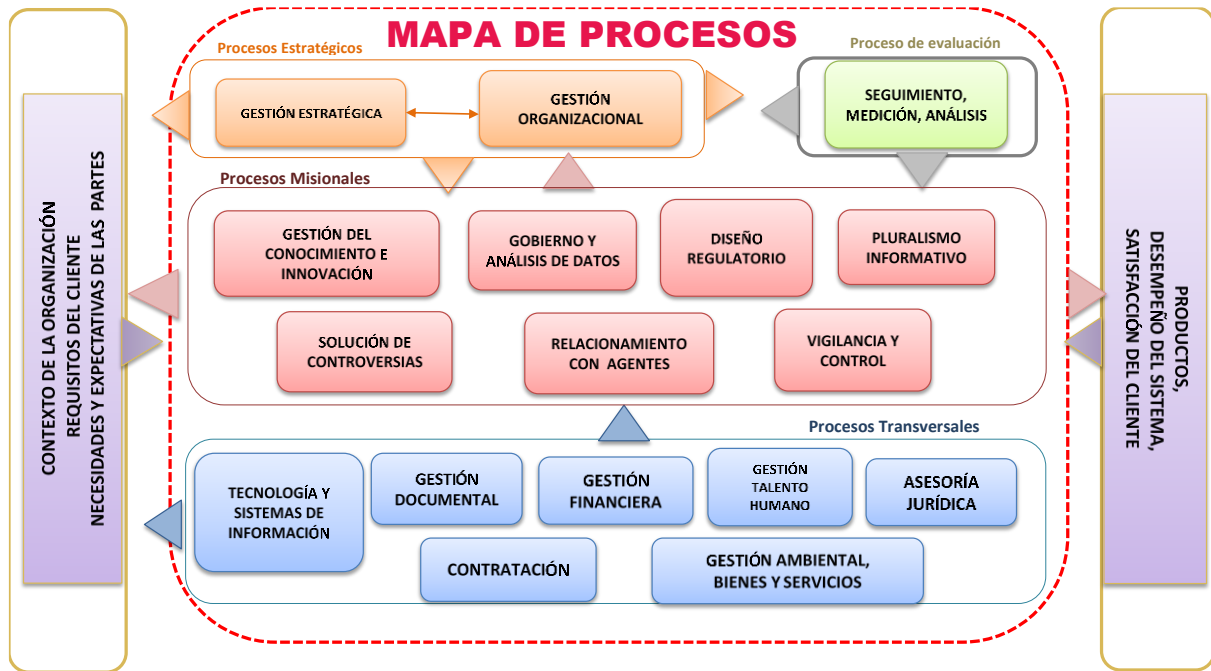 MAPA DE PROCESOS
Procesos Estratégicos
Proceso de evaluación
GESTIÓN ESTRATÉGICA
GESTIÓN
ORGANIZACIONAL
SEGUIMIENTO,
MEDICIÓN, ANÁLISIS
CONTEXTO DE LA ORGANIZACIÓN
REQUISITOS DEL CLIENTE
NECESIDADES Y EXPECTATIVAS DE LAS PARTES
Procesos Misionales
GESTIÓN DEL
CONOCIMIENTO E
INNOVACIÓN
GOBIERNO Y
ANÁLISIS DE DATOS
DISEÑO
REGULATORIO
PLURALISMO
INFORMATIVO
SOLUCIÓN DE
CONTROVERSIAS
RELACIONAMIENTO
CON AGENTES
VIGILANCIA Y
CONTROL
Procesos Transversales
TECNOLOGÍA Y
SISTEMAS DE
INFORMACIÓN
GESTIÓN
DOCUMENTAL
GESTIÓN
FINANCIERA
GESTIÓN
TALENTO
HUMANO
ASESORÍA
JURÍDICA
CONTRATACIÓN
GESTIÓN AMBIENTAL,
BIENES Y SERVICIOS
PRODUCTOS,
DESEMPEÑO DEL SISTEMA,
SATISFACCIÓN DEL CLIENTE